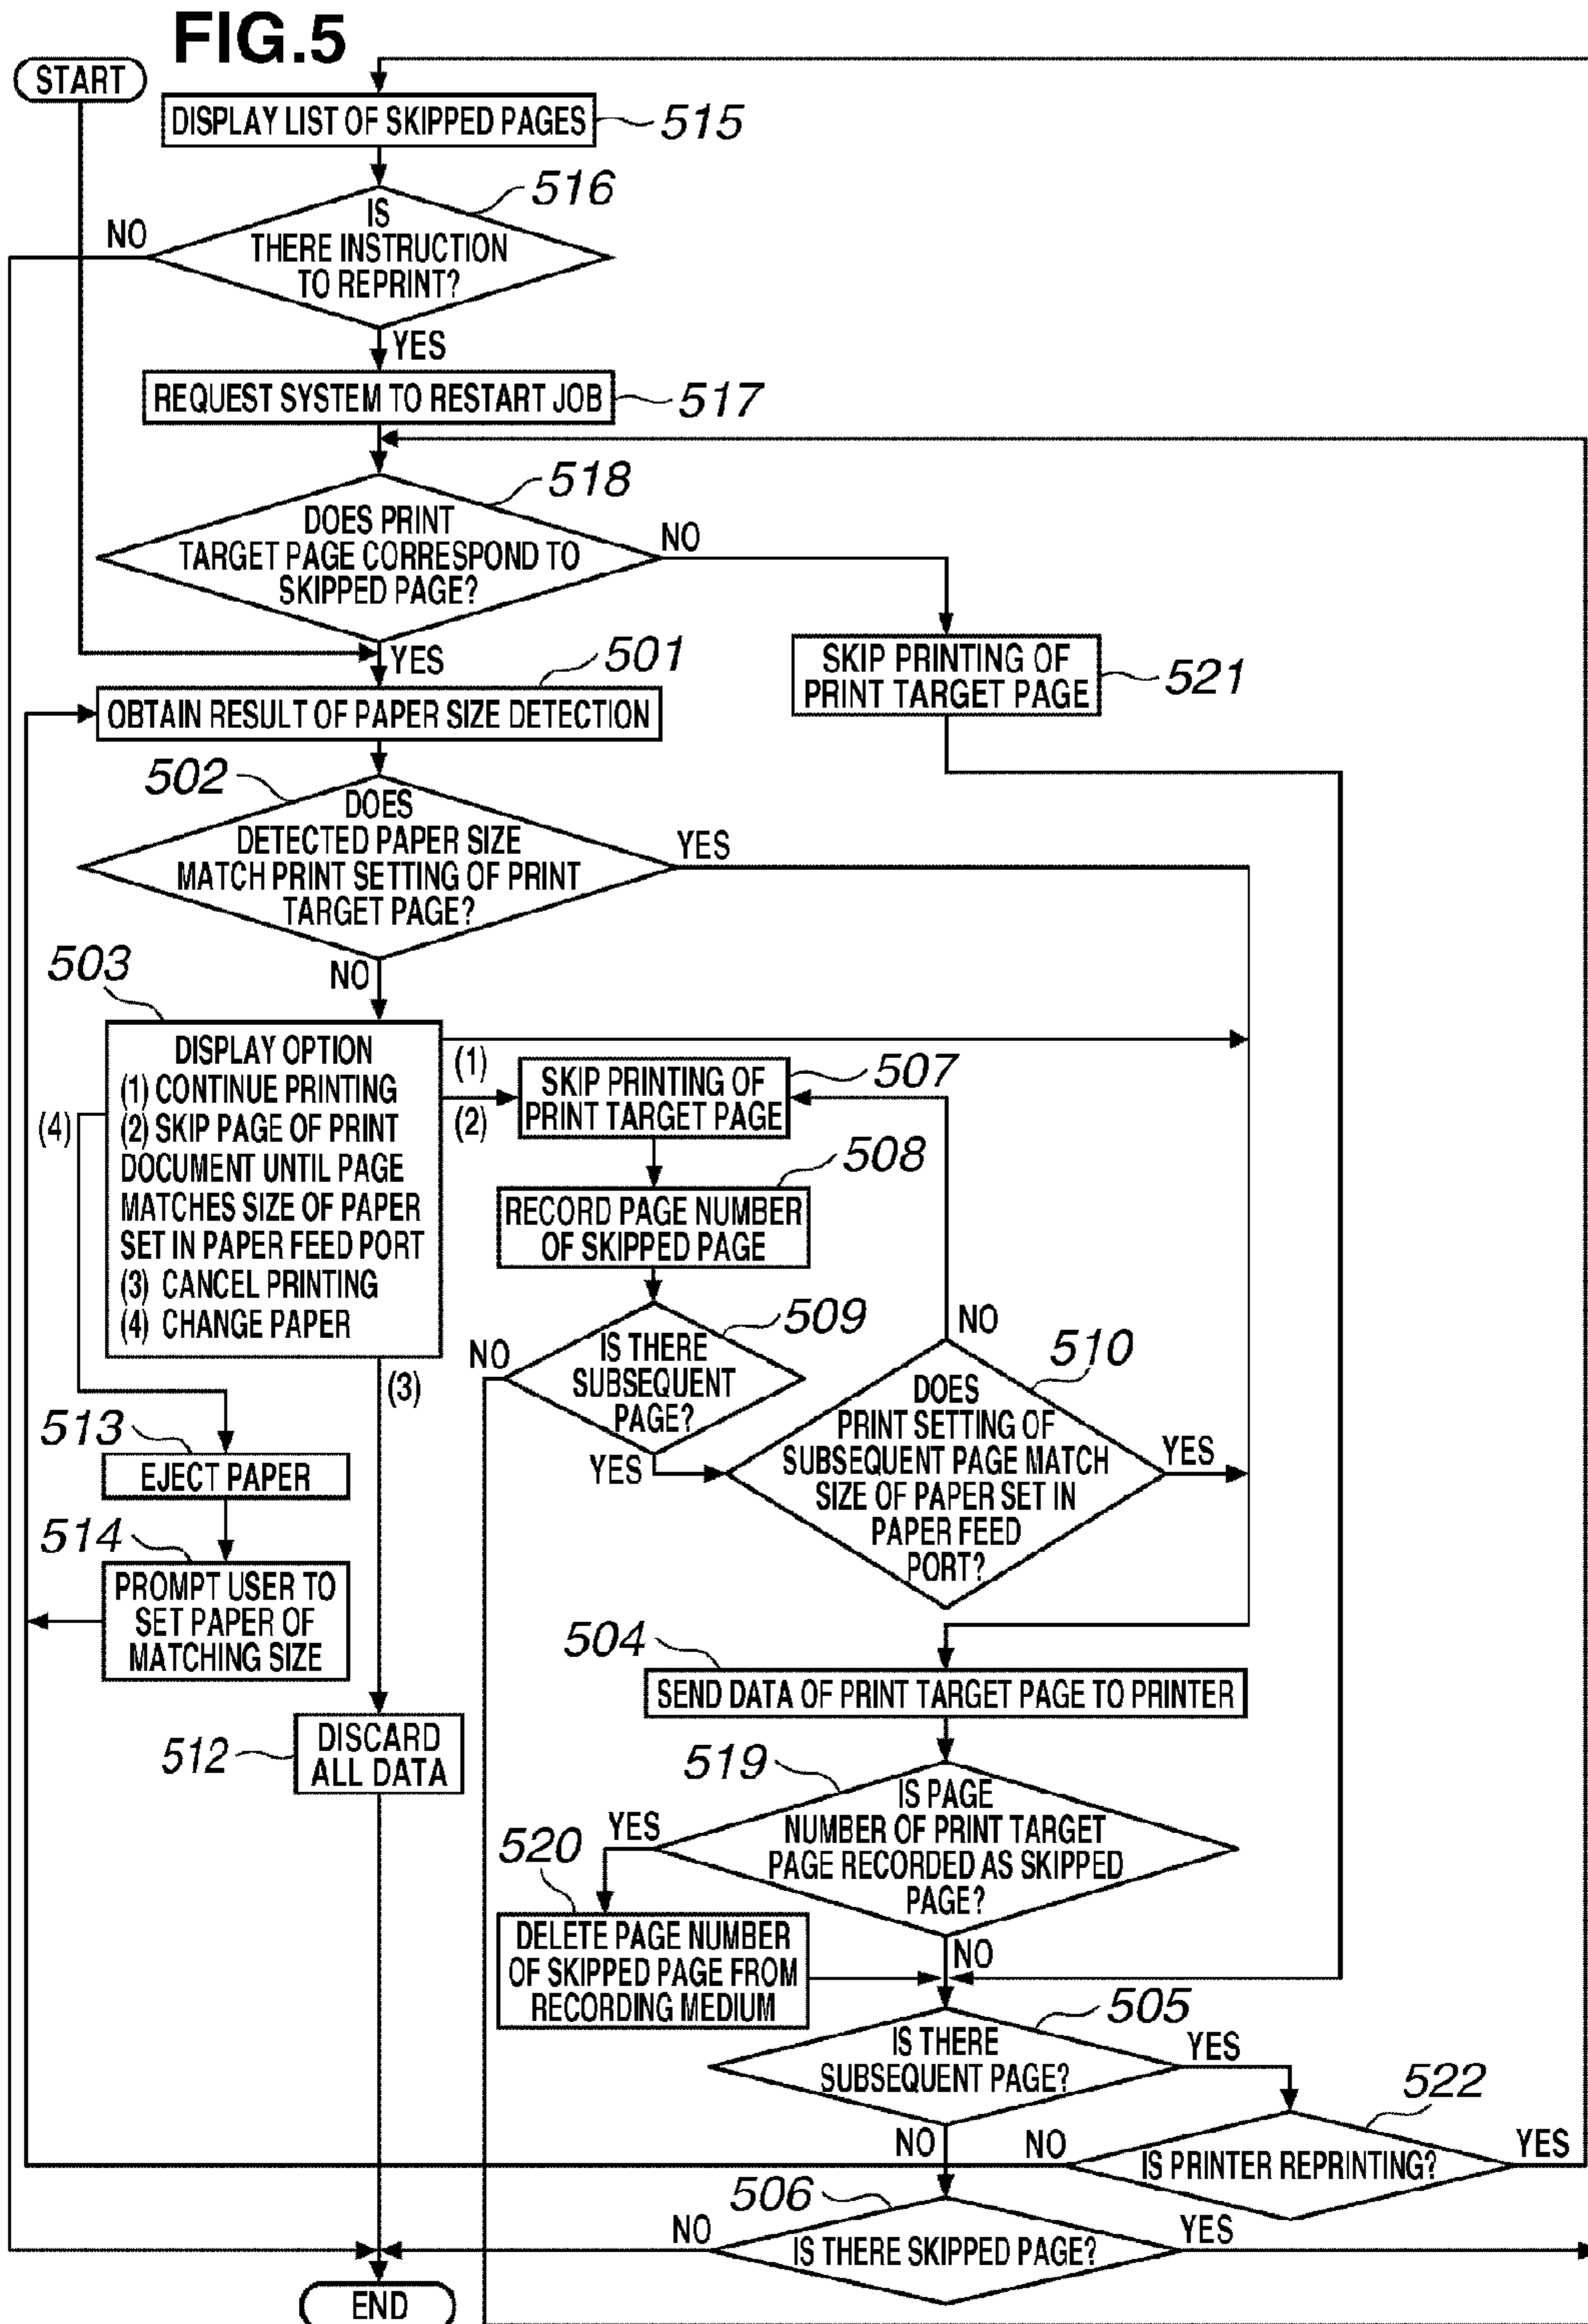 FIG.5
START
DISPLAY LIST OF SKIPPED PAGES
515
516
IS
THERE INSTRUCTION
TO REPRINT?
NO
YES
REQUEST SYSTEM TO RESTART JOB
517
518
DOES PRINT
TARGET PAGE CORRESPOND TO
SKIPPED PAGE?
NO
YES
SKIP PRINTING OF
PRINT TARGET PAGE
521
501
OBTAIN RESULT OF PAPER SIZE DETECTION
502
DOES
DETECTED PAPER SIZE
MATCH PRINT SETTING OF PRINT
TARGET PAGE?
YES
NO
503
DISPLAY OPTION
(1) CONTINUE PRINTING
(2) SKIP PAGE OF PRINT
DOCUMENT UNTIL PAGE
MATCHES SIZE OF PAPER
SET IN PAPER FEED PORT
(3) CANCEL PRINTING
(4) CHANGE PAPER
(1)
(2)
(4)
(3)
SKIP PRINTING OF
PRINT TARGET PAGE
507
508
RECORD PAGE NUMBER
OF SKIPPED PAGE
509
IS THERE
SUBSEQUENT
PAGE?
NO
YES
510
DOES
PRINT SETTING OF
SUBSEQUENT PAGE MATCH
SIZE OF PAPER SET IN
PAPER FEED
PORT?
NO
YES
513
EJECT PAPER
514
PROMPT USER TO
SET PAPER OF
MATCHING SIZE
512
DISCARD
ALL DATA
504
SEND DATA OF PRINT TARGET PAGE TO PRINTER
519
IS PAGE
NUMBER OF PRINT TARGET
PAGE RECORDED AS SKIPPED
PAGE?
YES
NO
520
DELETE PAGE NUMBER
OF SKIPPED PAGE FROM
RECORDING MEDIUM
505
IS THERE
SUBSEQUENT PAGE?
YES
NO
522
IS PRINTER REPRINTING?
NO
YES
506
IS THERE SKIPPED PAGE?
NO
YES
END